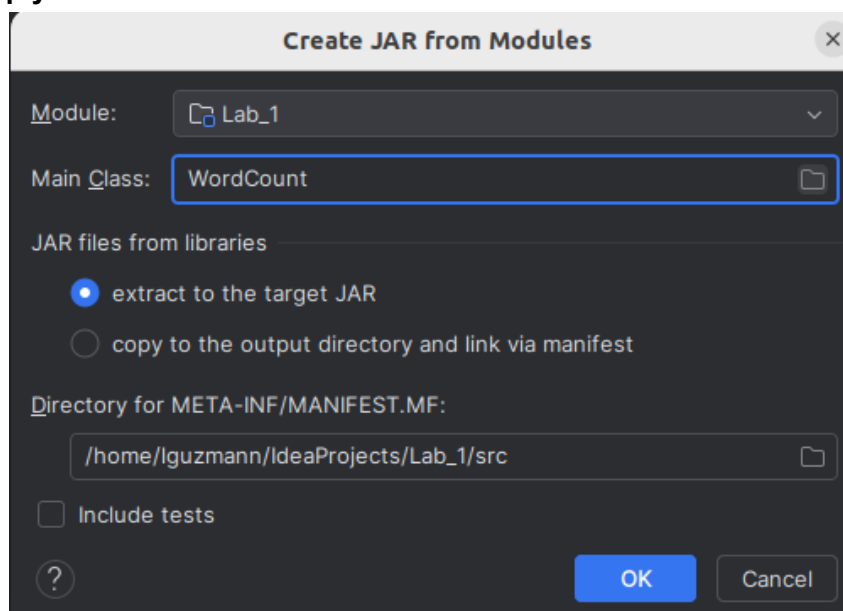 Create JAR from Modules
Module: Lab_1
Main Class: WordCount
JAR files from libraries
extract to the target JAR
copy to the output directory and link via manifest
Directory for META-INF/MANIFEST.MF:
/home/lguzmann/IdeaProjects/Lab_1/src
Include tests
? OK Cancel